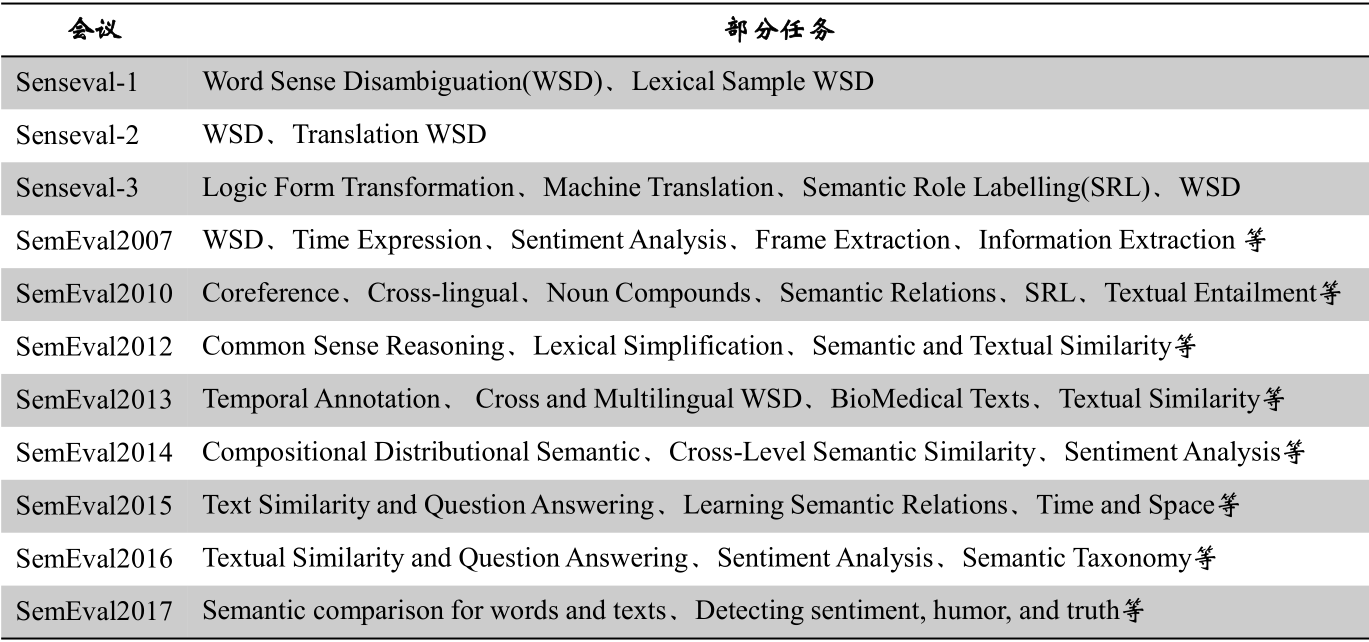 会议 部分任务
Senseval-1 Word Sense Disambiguation(WSD)、Lexical Sample WSD
Senseval-2 WSD、Translation WSD
Senseval-3 Logic Form Transformation、Machine Translation、Semantic Role Labelling(SRL)、WSD
SemEval2007 WSD、Time Expression、Sentiment Analysis、Frame Extraction、Information Extraction 等
SemEval2010 Coreference、Cross-lingual、Noun Compounds、Semantic Relations、SRL、Textual Entailment等
SemEval2012 Common Sense Reasoning、Lexical Simplification、Semantic and Textual Similarity等
SemEval2013 Temporal Annotation、 Cross and Multilingual WSD、BioMedical Texts、Textual Similarity等
SemEval2014 Compositional Distributional Semantic、Cross-Level Semantic Similarity、Sentiment Analysis等
SemEval2015 Text Similarity and Question Answering、Learning Semantic Relations、Time and Space等
SemEval2016 Textual Similarity and Question Answering、Sentiment Analysis、Semantic Taxonomy等
SemEval2017 Semantic comparison for words and texts、Detecting sentiment, humor, and truth等